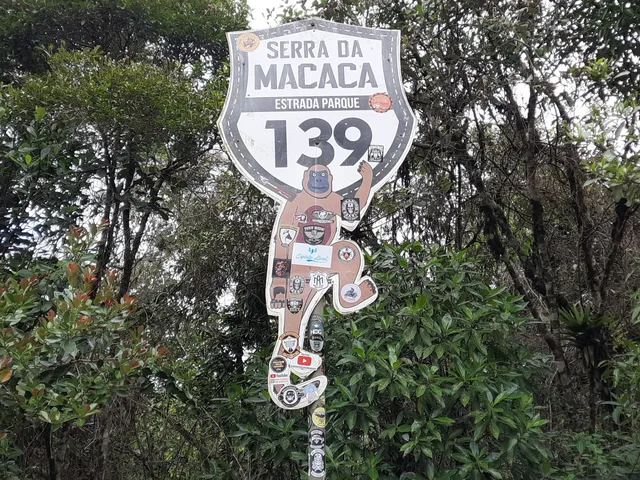 SERRA DA
MACACA
ESTRADA PARQUE
139